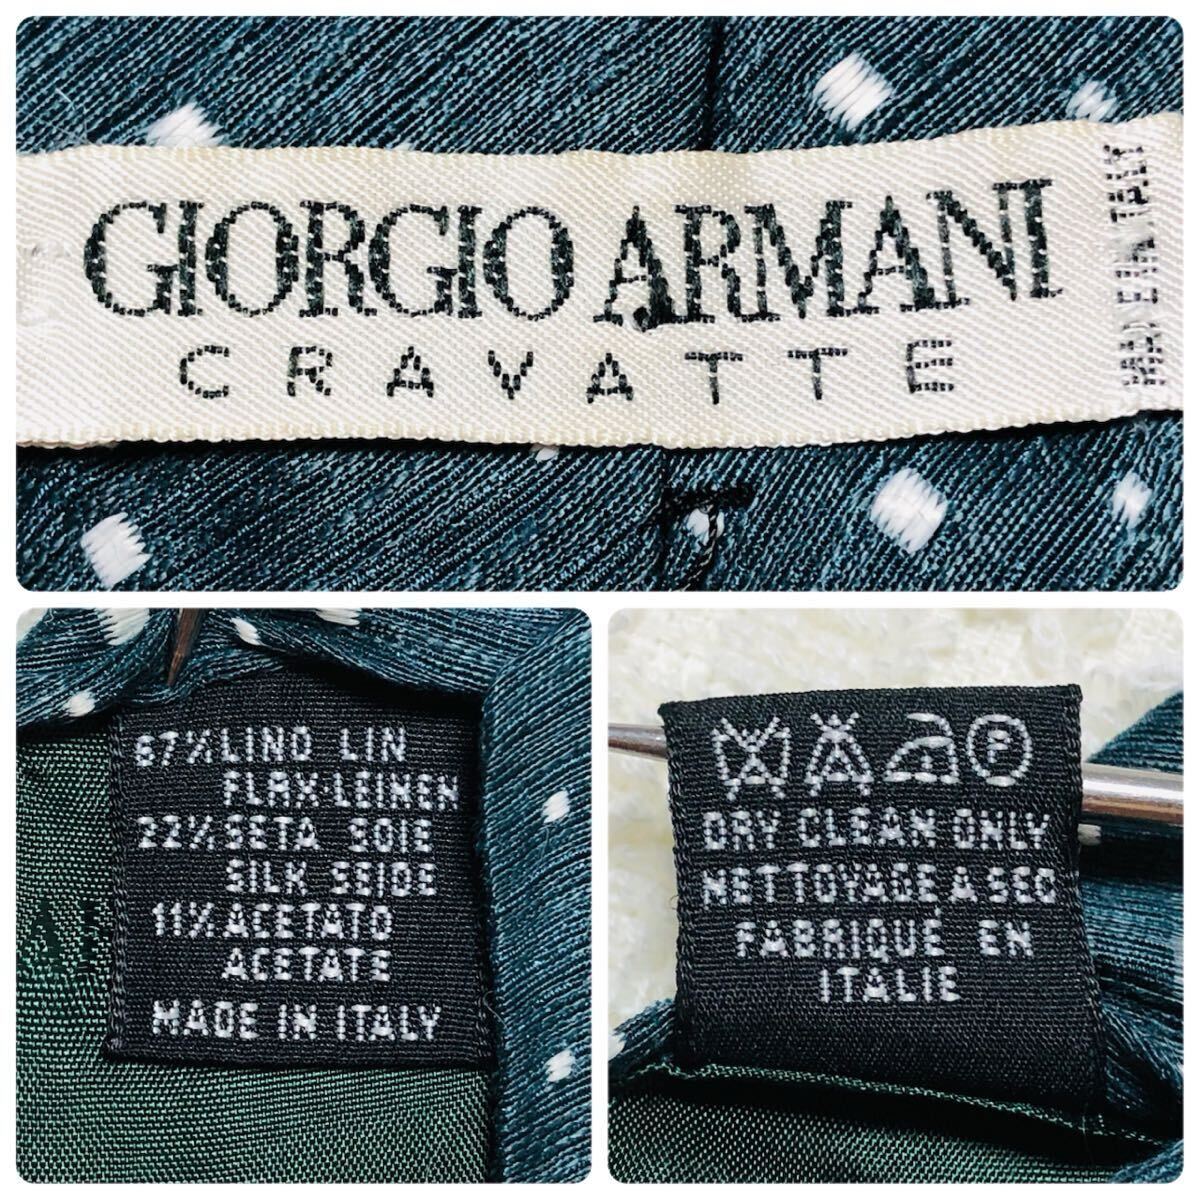 GIORGIO ARMANI
CRAVATTE
MADE IN ITALY
67% LINO LIN
FLAX-LEINEN
22% SETA SOIE
SILK SEIDE
11% ACETATO
ACETATE
MADE IN ITALY
P
DRY CLEAN ONLY
NETTOYAGE A SEC
FABRIQUÉ EN
ITALIE